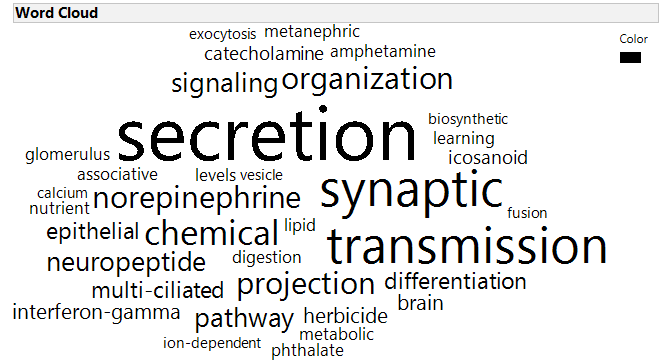 Word Cloud
exocytosis metanephric
Color
catecholamine amphetamine
signaling organization
secretion
biosynthetic
learning
glomerulus
icosanoid
associative levels vesicle
calcium norepinephrine synaptic
nutrient
fusion
epithelial chemical lipid
transmission
neuropeptide digestion
multi-ciliated projection differentiation
brain
interferon-gamma pathway herbicide
metabolic
ion-dependent phthalate